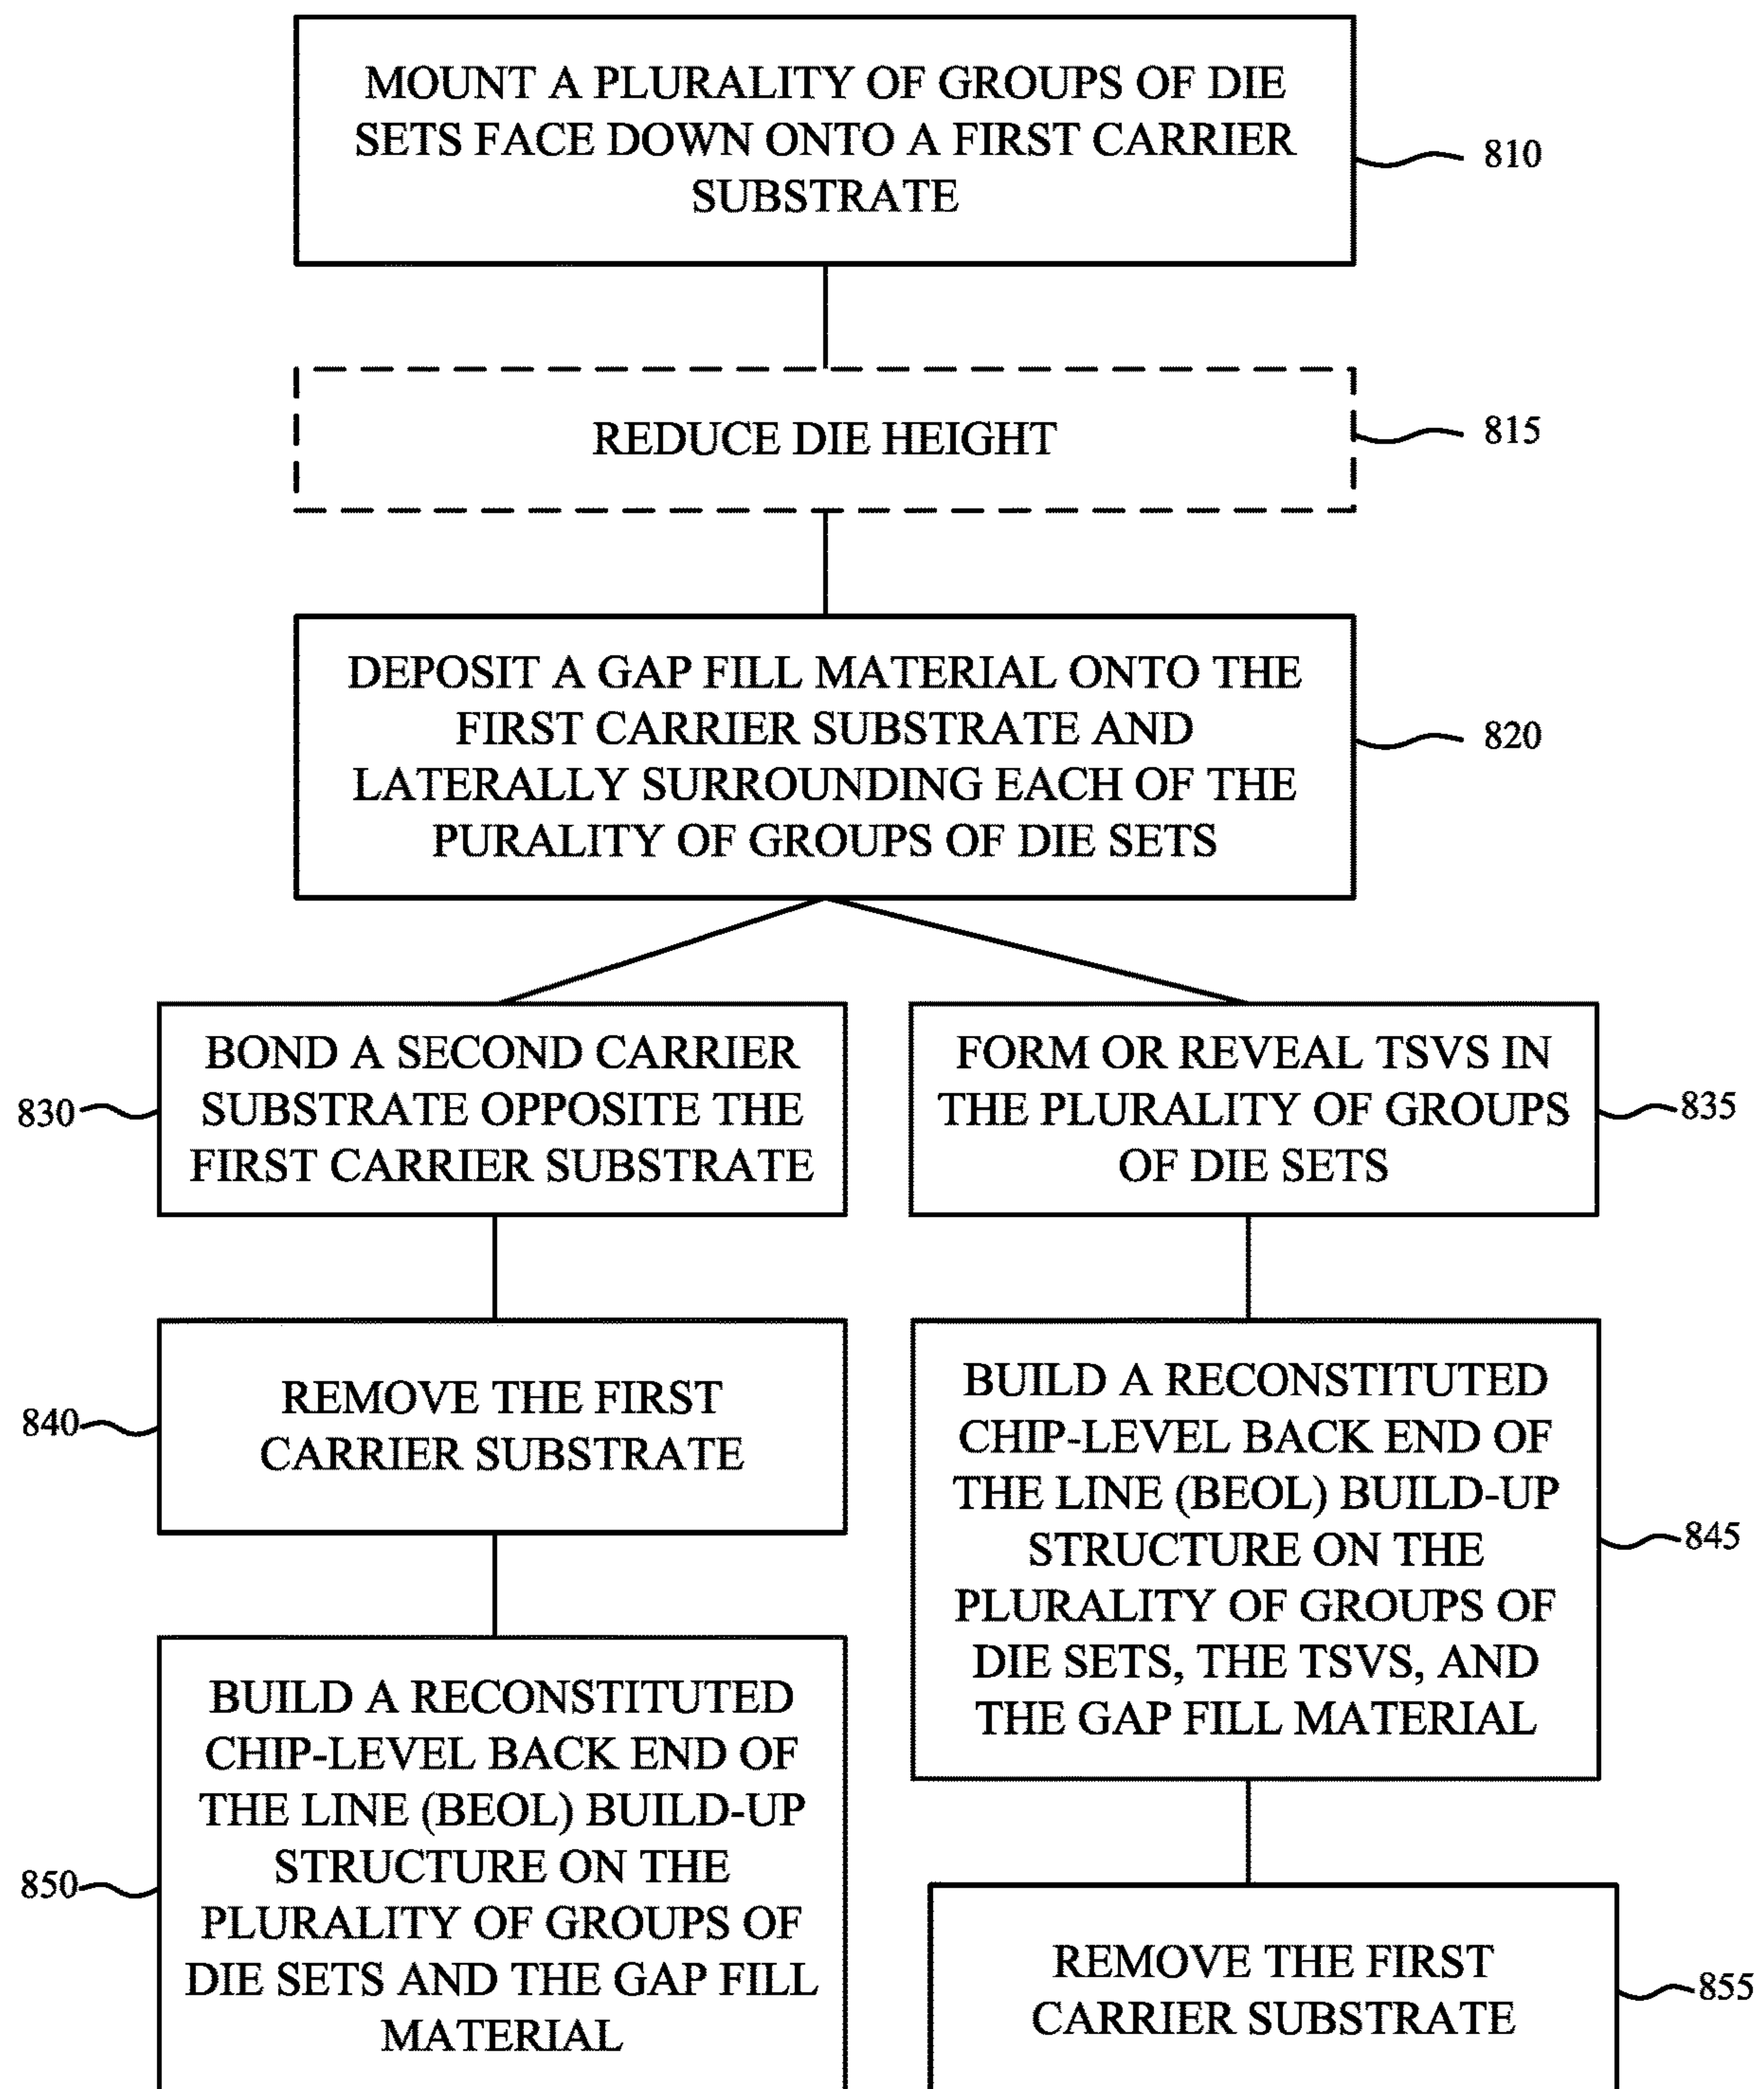 MOUNT A PLURALITY OF GROUPS OF DIE
SETS FACE DOWN ONTO A FIRST CARRIER
SUBSTRATE
810
REDUCE DIE HEIGHT
815
DEPOSIT A GAP FILL MATERIAL ONTO THE
FIRST CARRIER SUBSTRATE AND
LATERALLY SURROUNDING EACH OF THE
PURALITY OF GROUPS OF DIE SETS
820
BOND A SECOND CARRIER
SUBSTRATE OPPOSITE THE
FIRST CARRIER SUBSTRATE
830
FORM OR REVEAL TSVS IN
THE PLURALITY OF GROUPS
OF DIE SETS
835
REMOVE THE FIRST
CARRIER SUBSTRATE
840
BUILD A RECONSTITUTED
CHIP-LEVEL BACK END OF
THE LINE (BEOL) BUILD-UP
STRUCTURE ON THE
PLURALITY OF GROUPS OF
DIE SETS, THE TSVS, AND
THE GAP FILL MATERIAL
845
BUILD A RECONSTITUTED
CHIP-LEVEL BACK END OF
THE LINE (BEOL) BUILD-UP
STRUCTURE ON THE
PLURALITY OF GROUPS OF
DIE SETS AND THE GAP FILL
MATERIAL
850
REMOVE THE FIRST
CARRIER SUBSTRATE
855